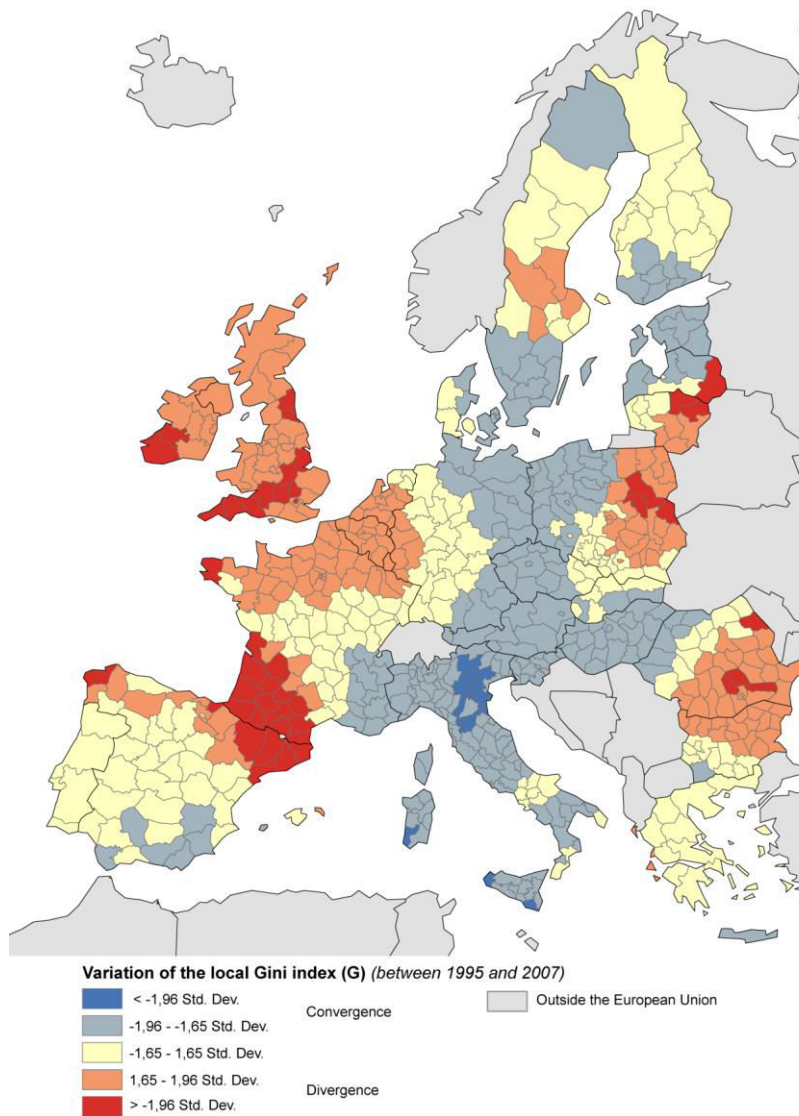 Variation of the local Gini index (G) (between 1995 and 2007)
< -1,96 Std. Dev.
-1,96 - -1,65 Std. Dev.
Convergence
-1,65 - 1,65 Std. Dev.
1,65 - 1,96 Std. Dev.
> -1,96 Std. Dev.
Divergence
Outside the European Union